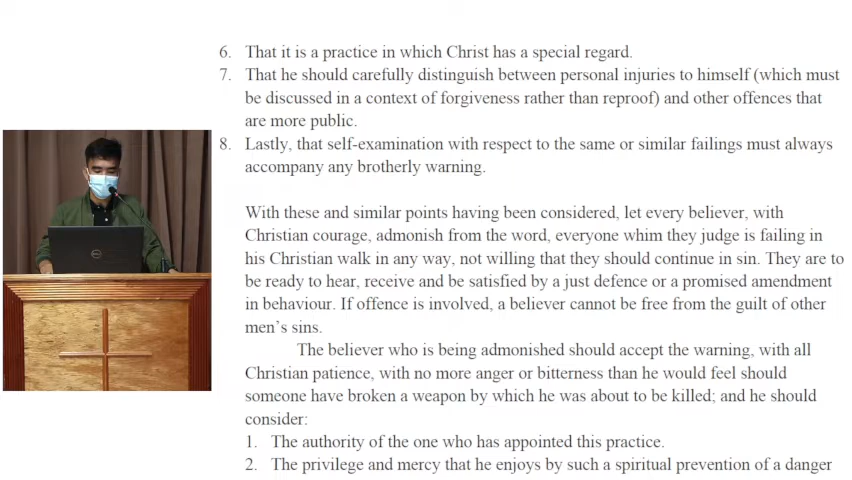 6. That it is a practice in which Christ has a special regard.
7. That he should carefully distinguish between personal injuries to himself (which must
be discussed in a context of forgiveness rather than reproof) and other offences that
are more public.
8. Lastly, that self-examination with respect to the same or similar failings must always
accompany any brotherly warning.
With these and similar points having been considered, let every believer, with
Christian courage, admonish from the word, everyone whim they judge is failing in
his Christian walk in any way, not willing that they should continue in sin. They are to
be ready to hear, receive and be satisfied by a just defence or a promised amendment
in behaviour. If offence is involved, a believer cannot be free from the guilt of other
men’s sins.
The believer who is being admonished should accept the warning, with all
Christian patience, with no more anger or bitterness than he would feel should
someone have broken a weapon by which he was about to be killed; and he should
consider:
1. The authority of the one who has appointed this practice.
2. The privilege and mercy that he enjoys by such a spiritual prevention of a danger